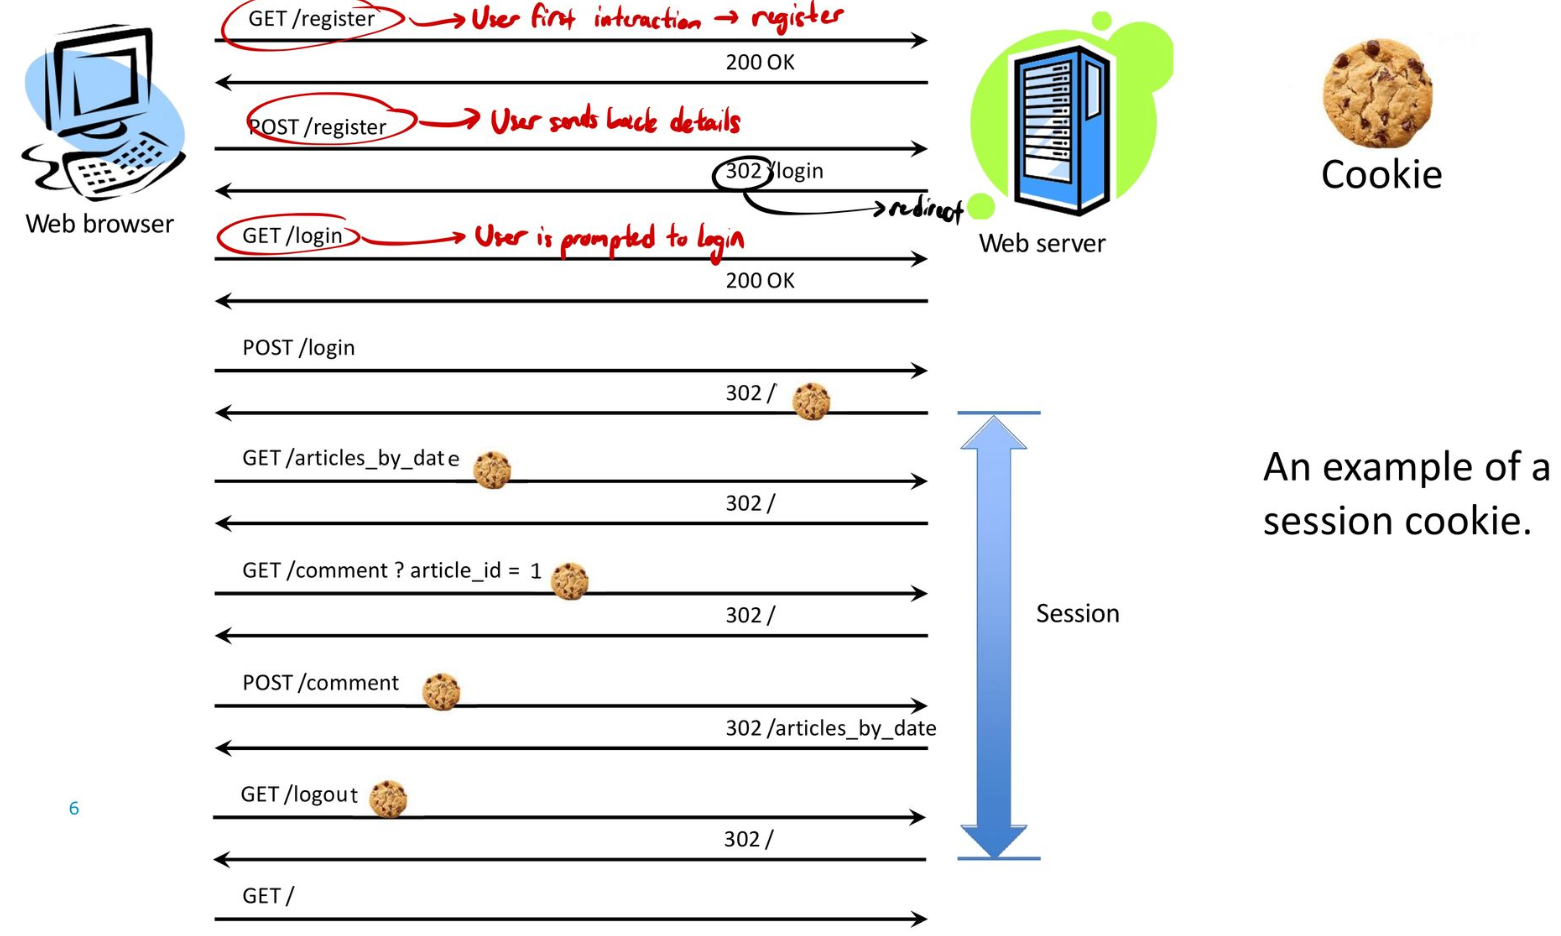 GET /register → User first interaction → register
200 OK
POST /register → User sends back details
302 /login
→ redirect
Web browser
Web server
Cookie
GET /login → User is prompted to login
200 OK
POST /login
302 /
GET /articles_by_date
302 /
An example of a
session cookie.
GET /comment ? article_id = 1
302 /
Session
POST /comment
302 /articles_by_date
GET /logout
6
302 /
GET /